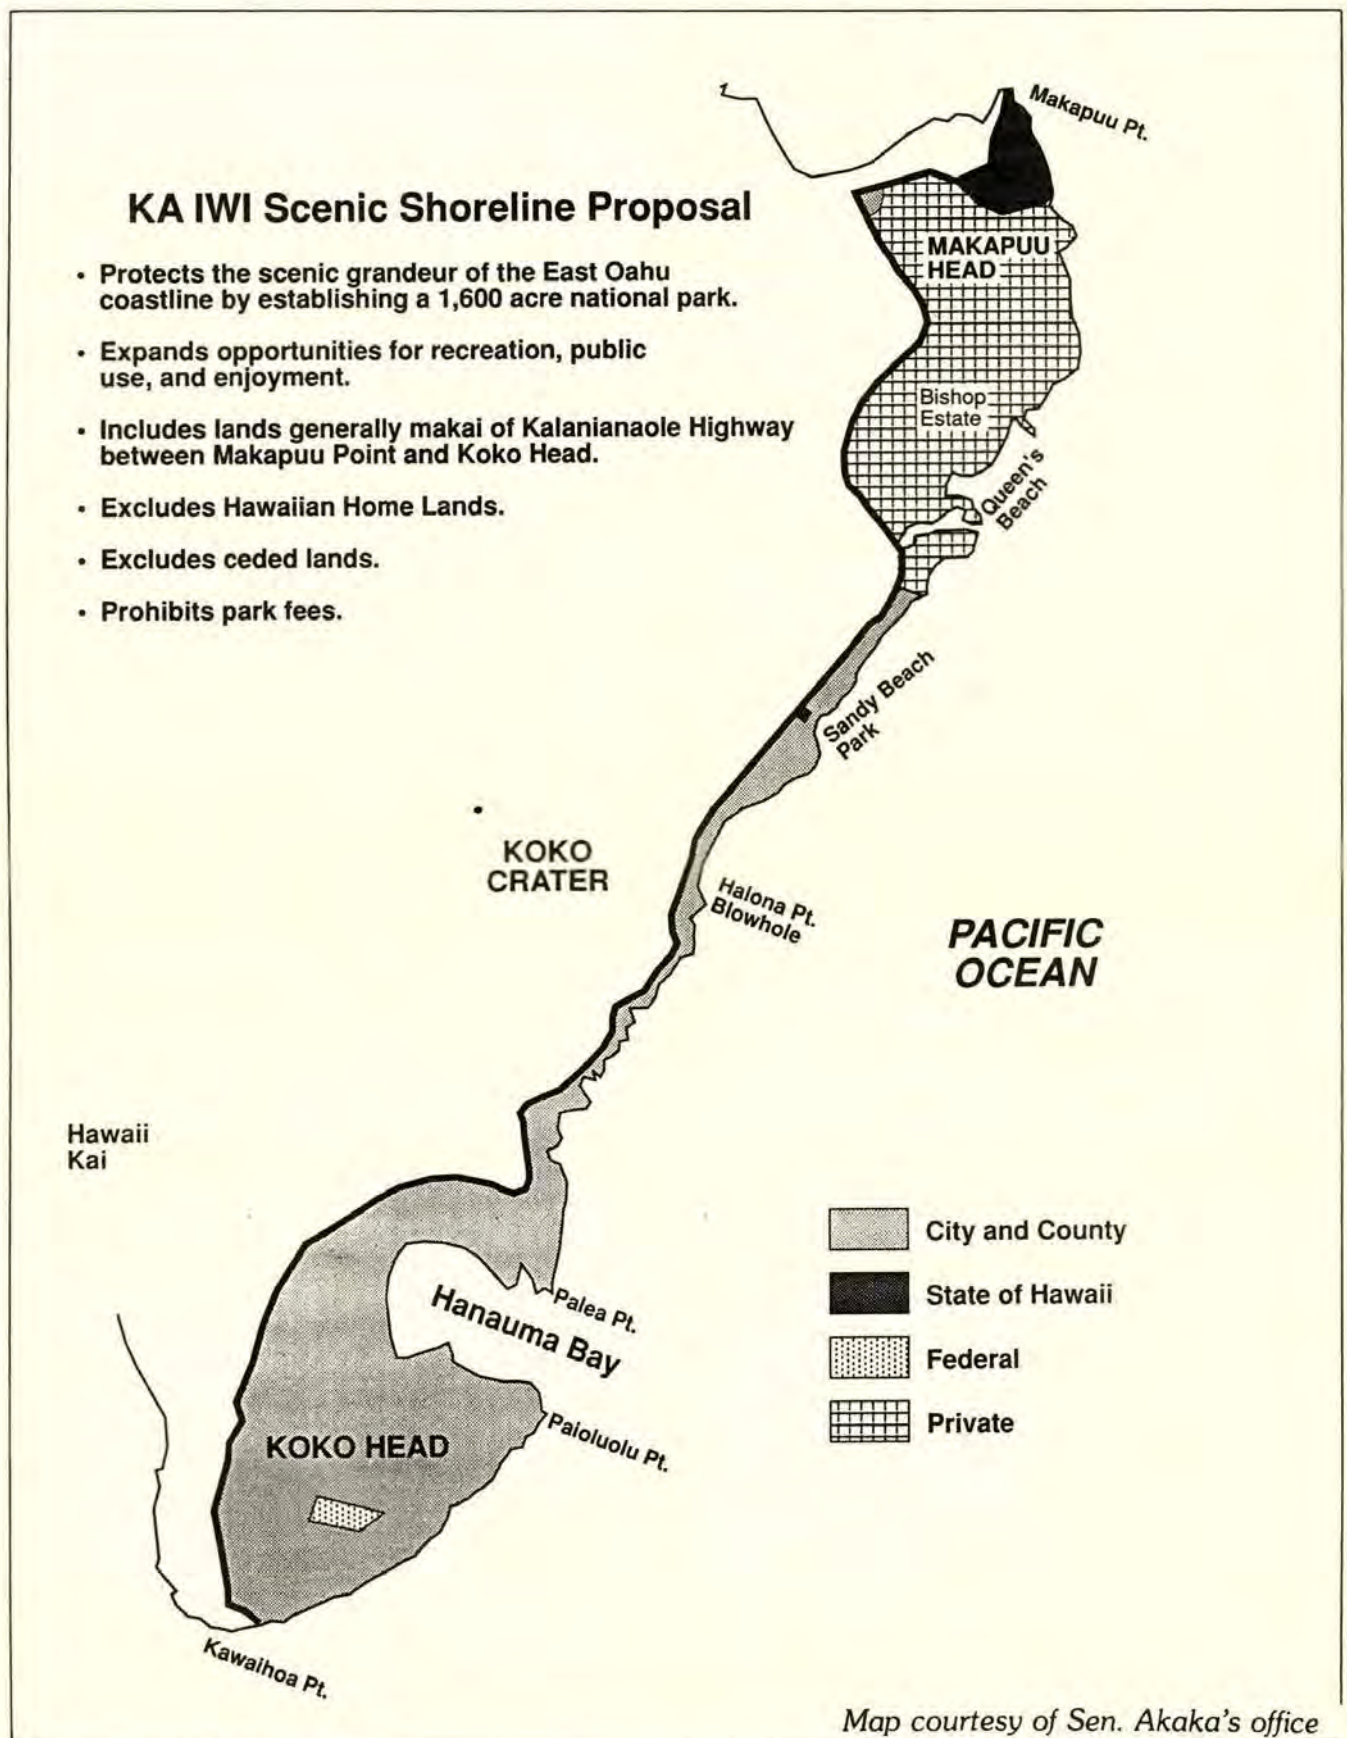 Makapuu Pt.
KA IWI Scenic Shoreline Proposal
• Protects the scenic grandeur of the East Oahu
coastline by establishing a 1,600 acre national park.
• Expands opportunities for recreation, public
use, and enjoyment.
• Includes lands generally makai of Kalanianaole Highway
between Makapuu Point and Koko Head.
• Excludes Hawaiian Home Lands.
• Excludes ceded lands.
• Prohibits park fees.
MAKAPUU
HEAD
Bishop
Estate
Queen's
Beach
Sandy Beach
Park
KOKO
CRATER
Halona Pt.
Blowhole
PACIFIC
OCEAN
Hawaii
Kai
Palea Pt.
Hanauma Bay
Paioluolu Pt.
KOKO HEAD
Kawaihoa Pt.
City and County
State of Hawaii
Federal
Private
Map courtesy of Sen. Akaka's office